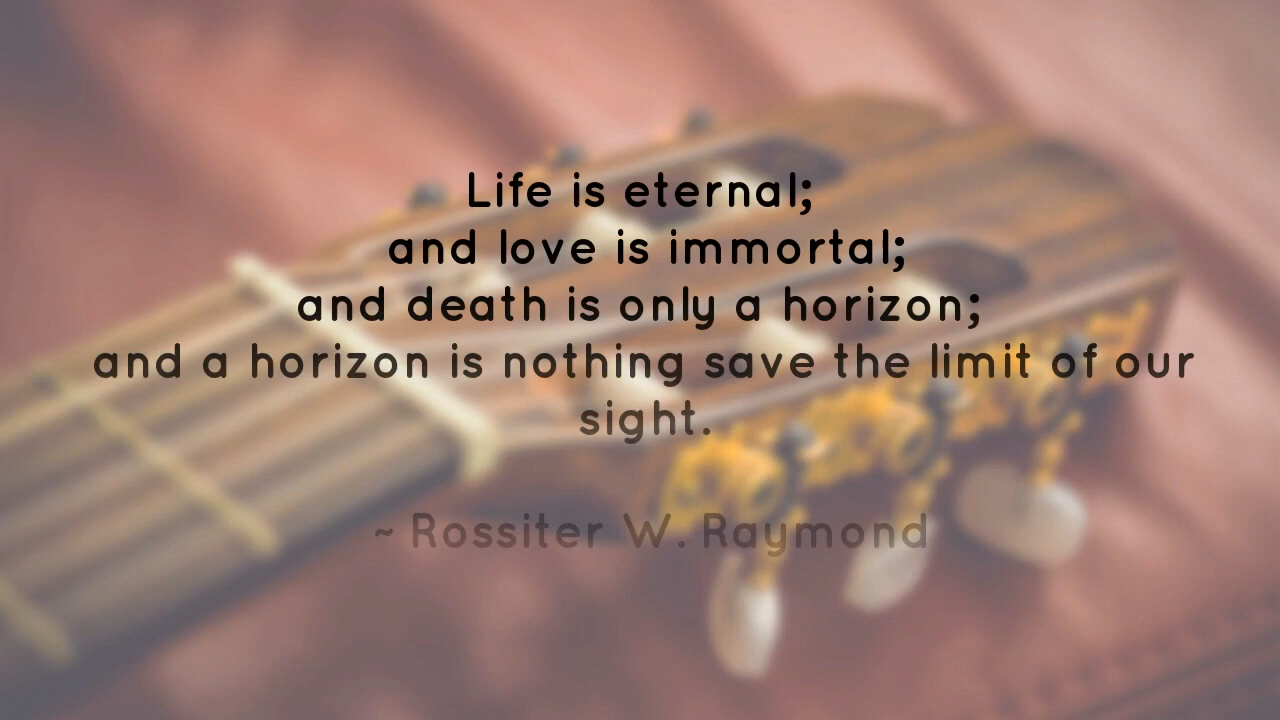 Life is eternal;
and love is immortal;
and death is only a horizon;
and a horizon is nothing save the limit of our
sight.
~ Rossiter W. Raymond